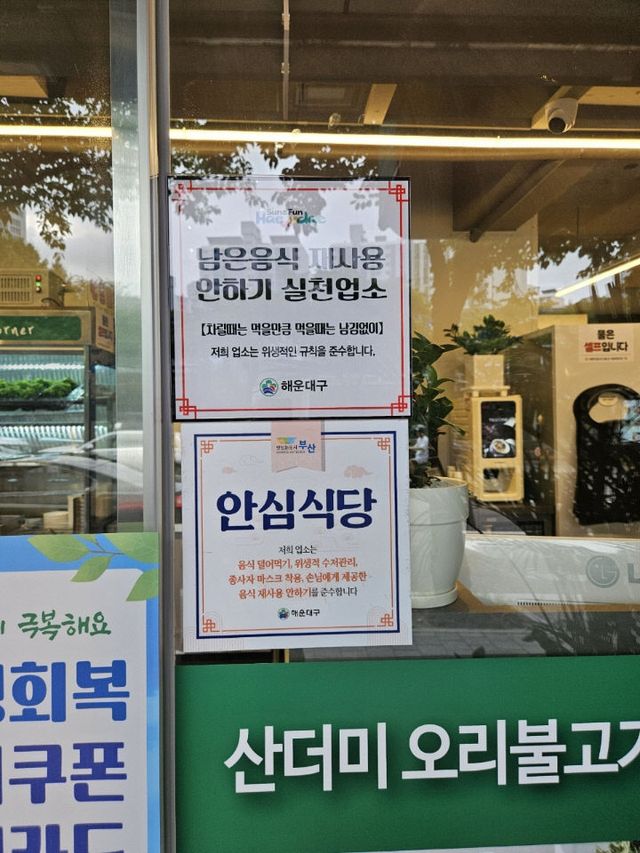 SunnFun
Haeundae
남은음식 재사용
안하기 실천업소
【차릴때는 먹을만큼 먹을때는 남김없이】
저희 업소는 위생적인 규칙을 준수합니다.
해운대구
부산
안심식당
저희 업소는
음식 덜어먹기, 위생적 수저관리,
종사자 마스크 착용, 손님에게 제공한
음식 재사용 안하기를 준수합니다
해운대구
물은
셀프입니다
orner
LG
극복해요
회복
쿠폰
카드
산더미 오리불고기